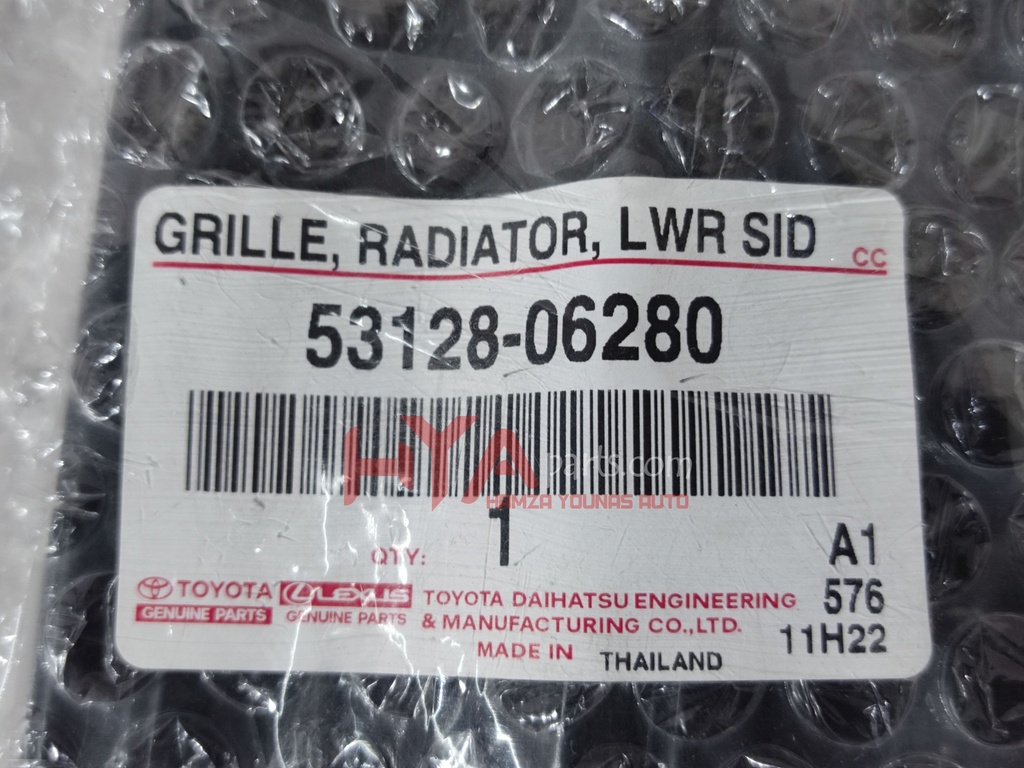 GRILLE, RADIATOR, LWR SID CC
53128-06280
HYA parts.com
HAMZA YOUNAS AUTO
QTY: 1
A1
TOYOTA LEXUS TOYOTA DAIHATSU ENGINEERING 576
GENUINE PARTS GENUINE PARTS & MANUFACTURING CO.,LTD. 11H22
MADE IN THAILAND